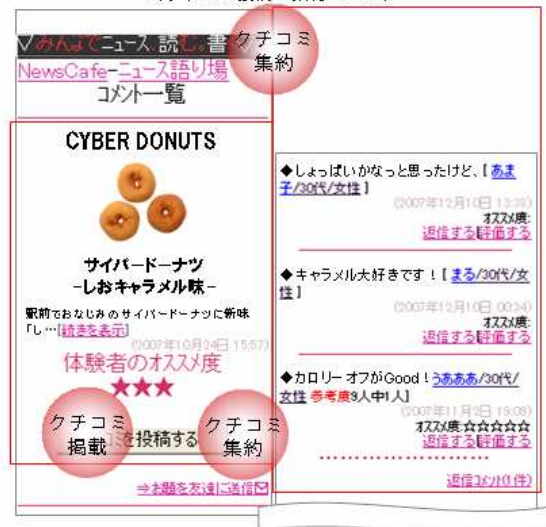 クチコミ
集約
▽みんなでニュース、読む。書
NewsCafe-ニュース語り場
コメント一覧
CYBER DONUTS
サイバードーナツ
-しおキャラメル味-
駅前でおなじみのサイバードーナツに新味
「し…[続きを表示]
(2007年10月24日 15:57)
体験者のオススメ度
★★★
クチコミ
掲載
を投稿する
クチコミ
集約
⇒お題を友達に送信
◆しょっぱいかなっと思ったけど、[ あま
子/30代/女性 ]
(2007年12月10日 13:38)
オススメ度:
返信する|評価する
◆キャラメル大好きです！[ まる/30代/女
性 ]
(2007年12月10日 00:34)
オススメ度:
返信する|評価する
◆カロリーオフがGood！うあああ/30代/
女性 参考度9人中1人]
(2007年11月2日 19:09)
オススメ度:☆☆☆☆☆
返信する|評価する
返信コメント(1件)